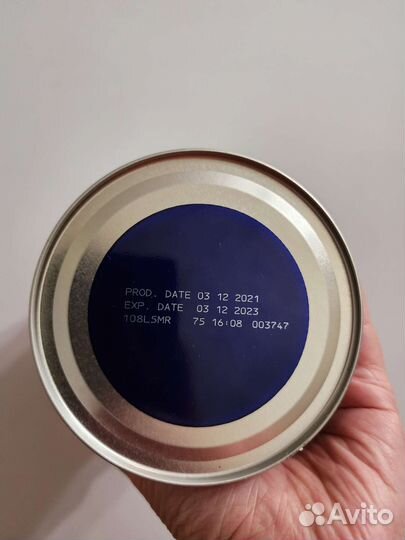 PROD. DATE 03 12 2021
EXP. DATE 03 12 2023
108L5MR 75 16:08 003747
Avito